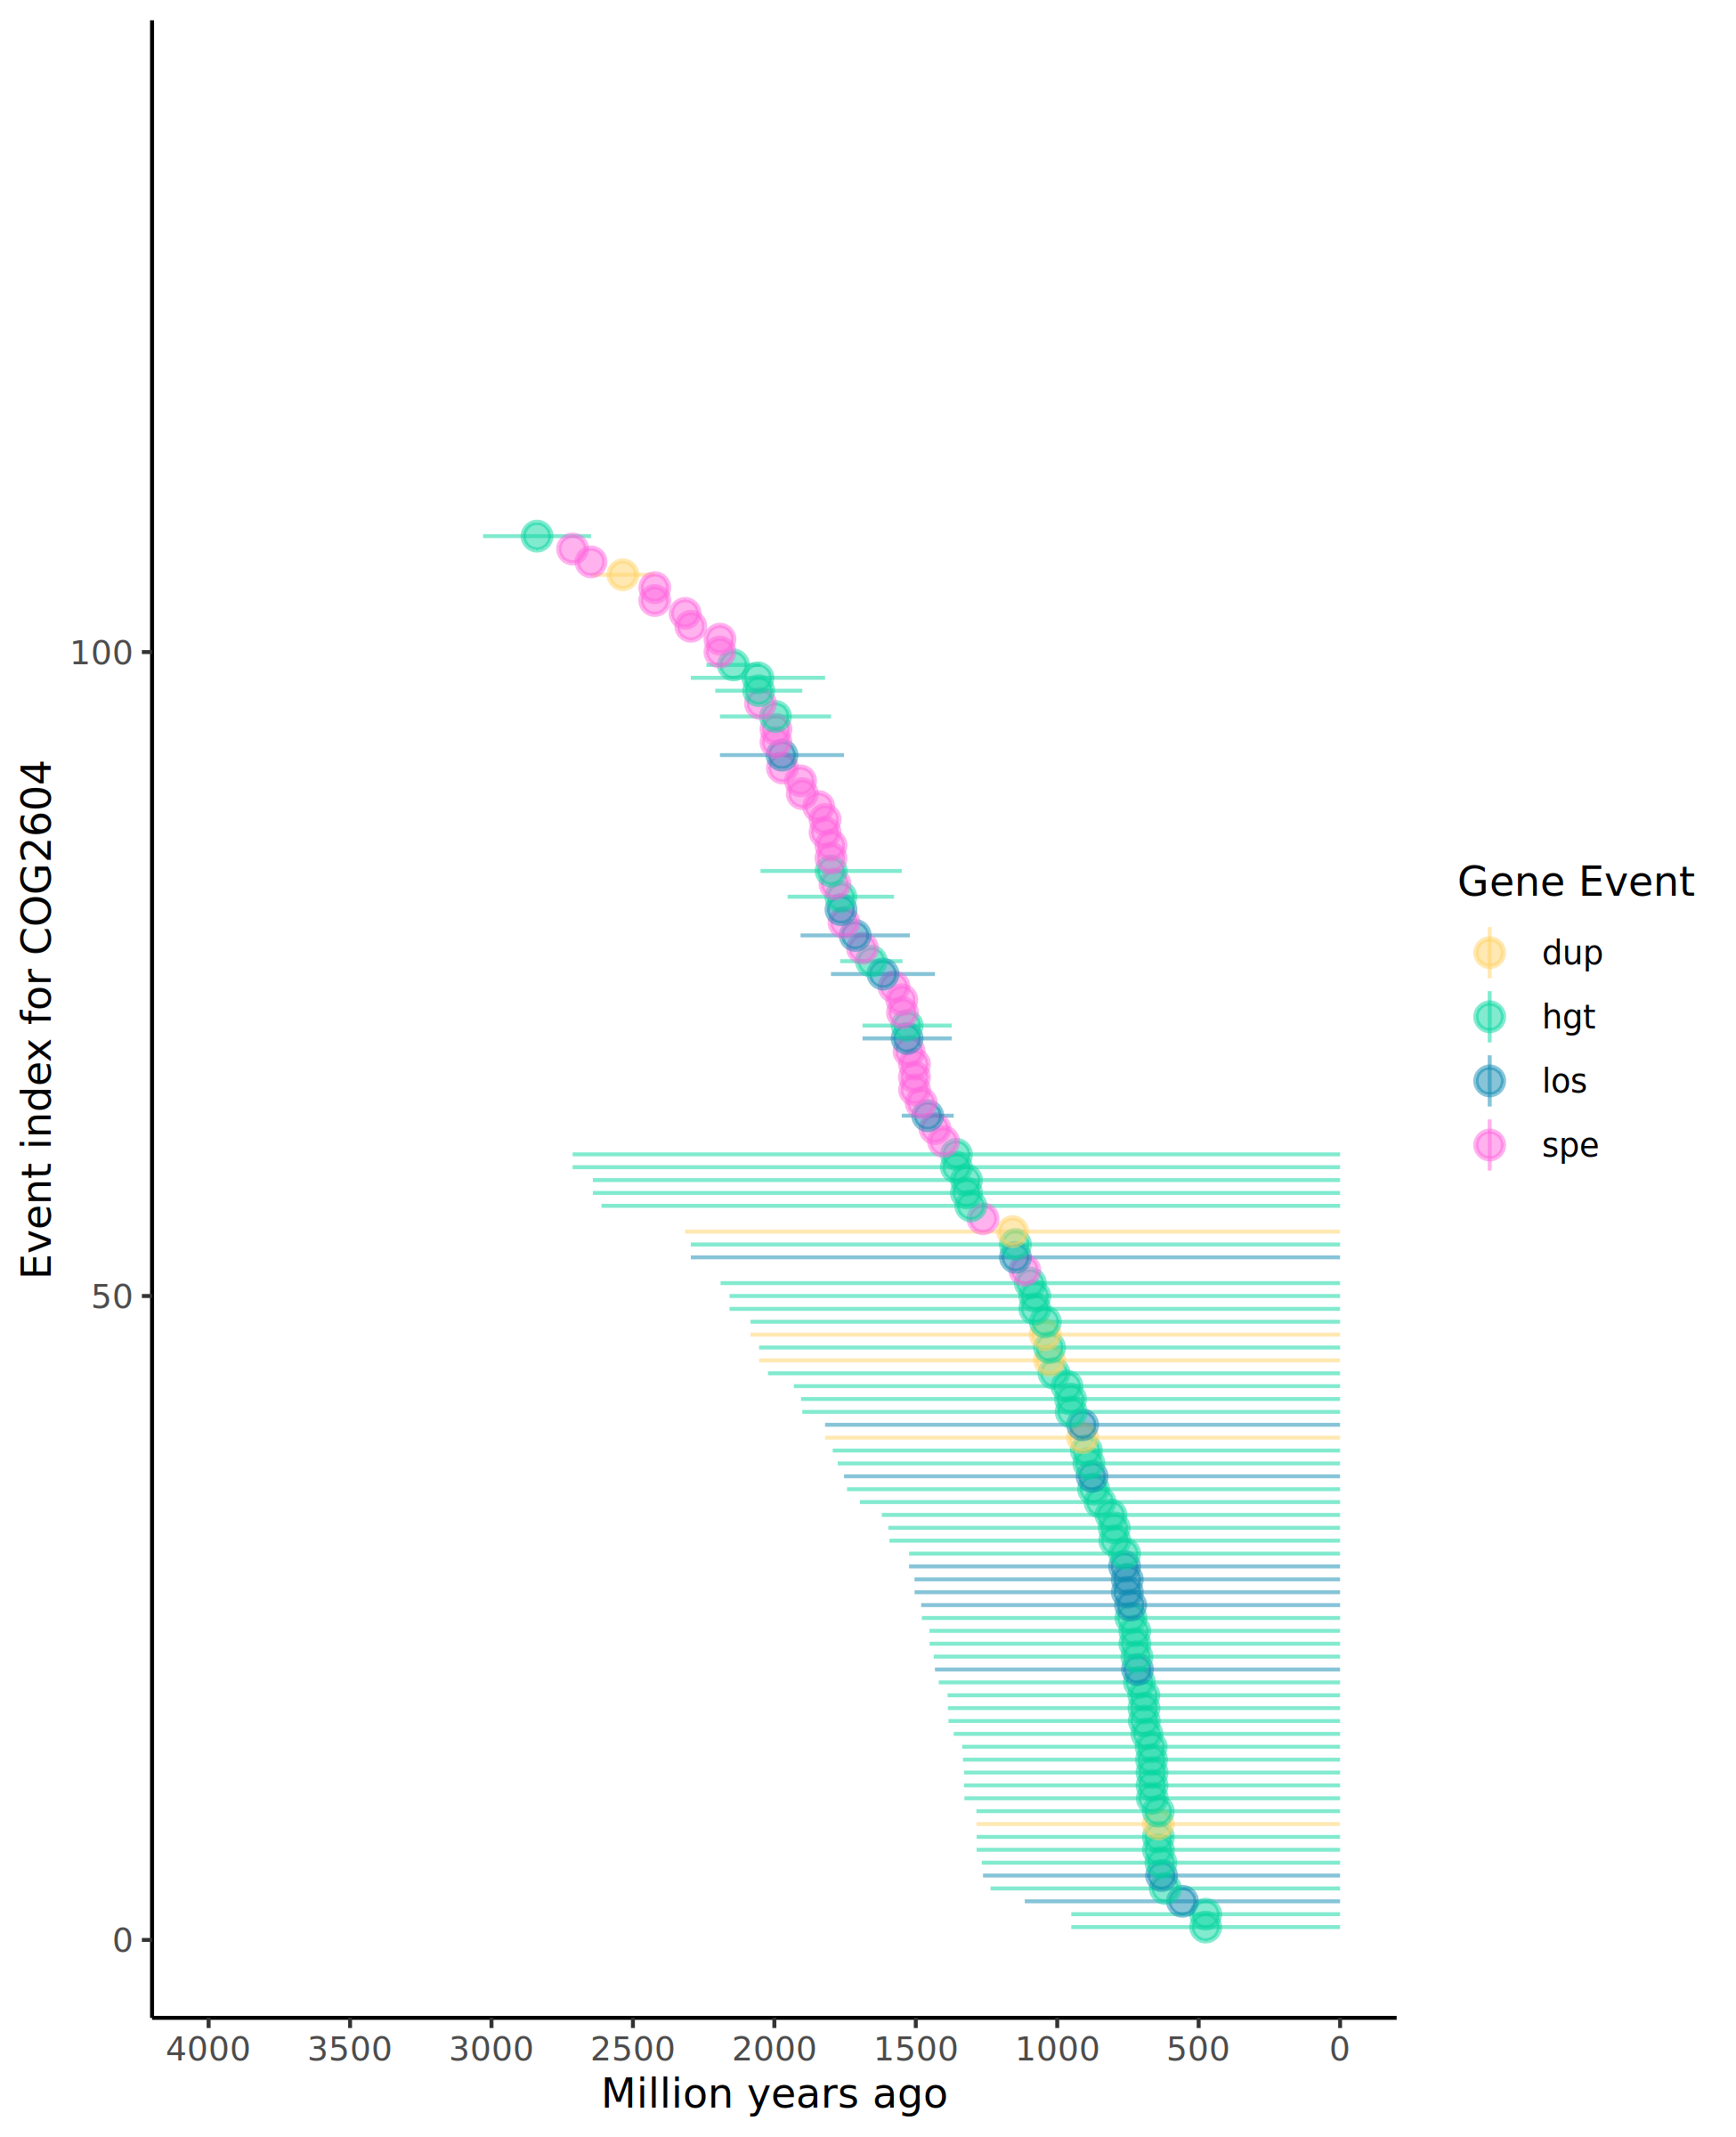 Event index for COG2604
100
50
0
4000 3500 3000 2500 2000 1500 1000 500 0
Million years ago
Gene Event
dup
hgt
los
spe